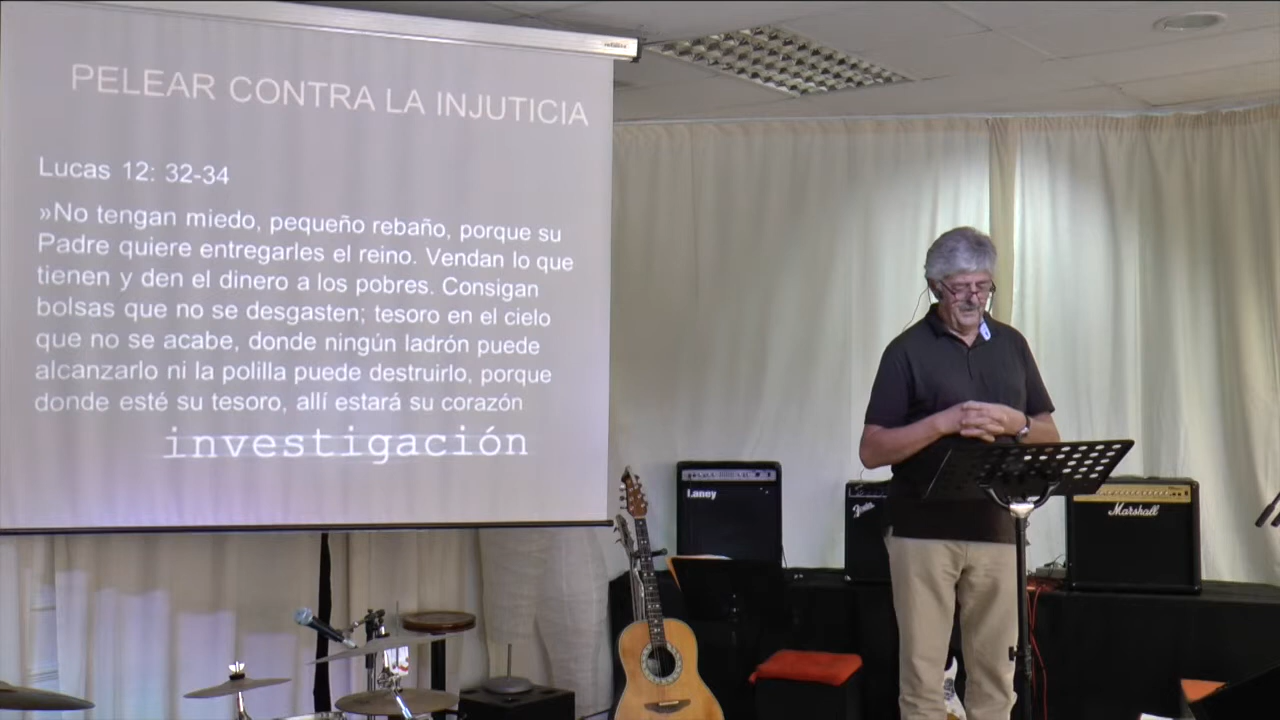 PELEAR CONTRA LA INJUTICIA
Lucas 12: 32-34
»No tengan miedo, pequeño rebaño, porque su
Padre quiere entregarles el reino. Vendan lo que
tienen y den el dinero a los pobres. Consigan
bolsas que no se desgasten; tesoro en el cielo
que no se acabe, donde ningún ladrón puede
alcanzarlo ni la polilla puede destruirlo, porque
donde esté su tesoro, allí estará su corazón
investigación
Laney
Fender
Marshall